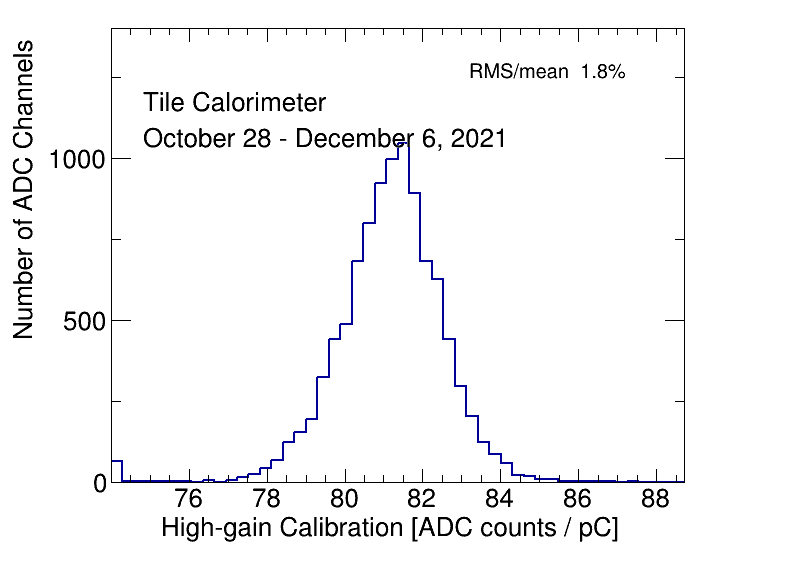 RMS/mean 1.8%
Tile Calorimeter
October 28 - December 6, 2021
Number of ADC Channels
1000
500
0
76 78 80 82 84 86 88
High-gain Calibration [ADC counts / pC]